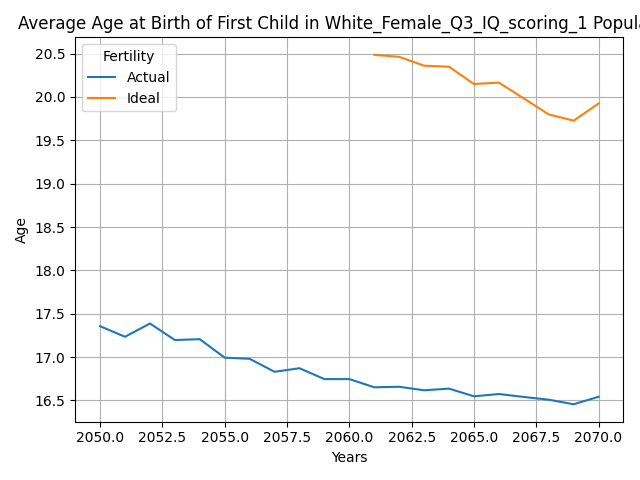 Average Age at Birth of First Child in White_Female_Q3_IQ_scoring_1 Popula
Fertility
Actual
Ideal
20.5
20.0
19.5
19.0
18.5
18.0
17.5
17.0
16.5
Age
2050.0 2052.5 2055.0 2057.5 2060.0 2062.5 2065.0 2067.5 2070.0
Years